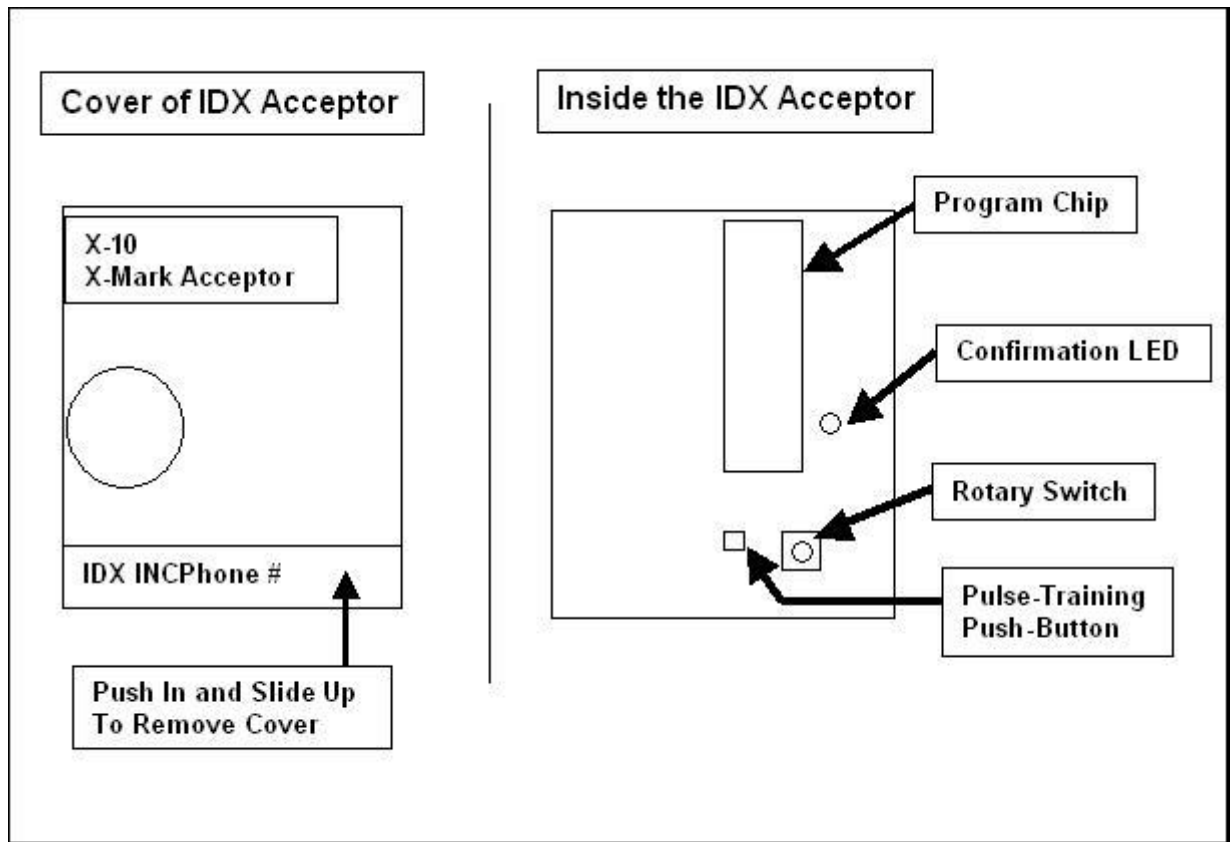 Cover of IDX Acceptor
X-10
X-Mark Acceptor
IDX INCPhone #
Push In and Slide Up
To Remove Cover
Inside the IDX Acceptor
Program Chip
Confirmation LED
Rotary Switch
Pulse-Training
Push-Button